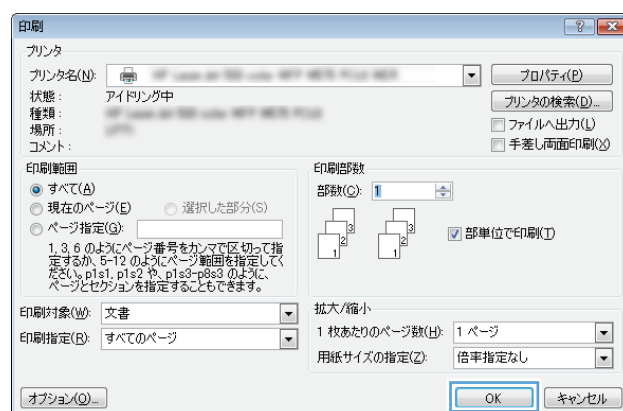 印刷
プリンタ
プリンタ名(N):
プロパティ(P)
状態: アイドリング中
プリンタの検索(D)...
種類:
場所:
ファイルへ出力(L)
コメント:
手差し両面印刷(X)
印刷範囲
すべて(A)
現在のページ(E) 選択した部分(S)
ページ指定(G):
1, 3, 6 のようにページ番号をカンマで区切って指
定するか、5-12 のようにページ範囲を指定してく
ださい。p1s1, p1s2 や、p1s3-p8s3 のように、
ページとセクションを指定することもできます。
印刷部数
部数(C): 1
1 2 3
1 2 3
部単位で印刷(T)
印刷対象(W): 文書
印刷指定(R): すべてのページ
拡大/縮小
1 枚あたりのページ数(H): 1 ページ
用紙サイズの指定(Z): 倍率指定なし
オプション(O)...
OK
キャンセル